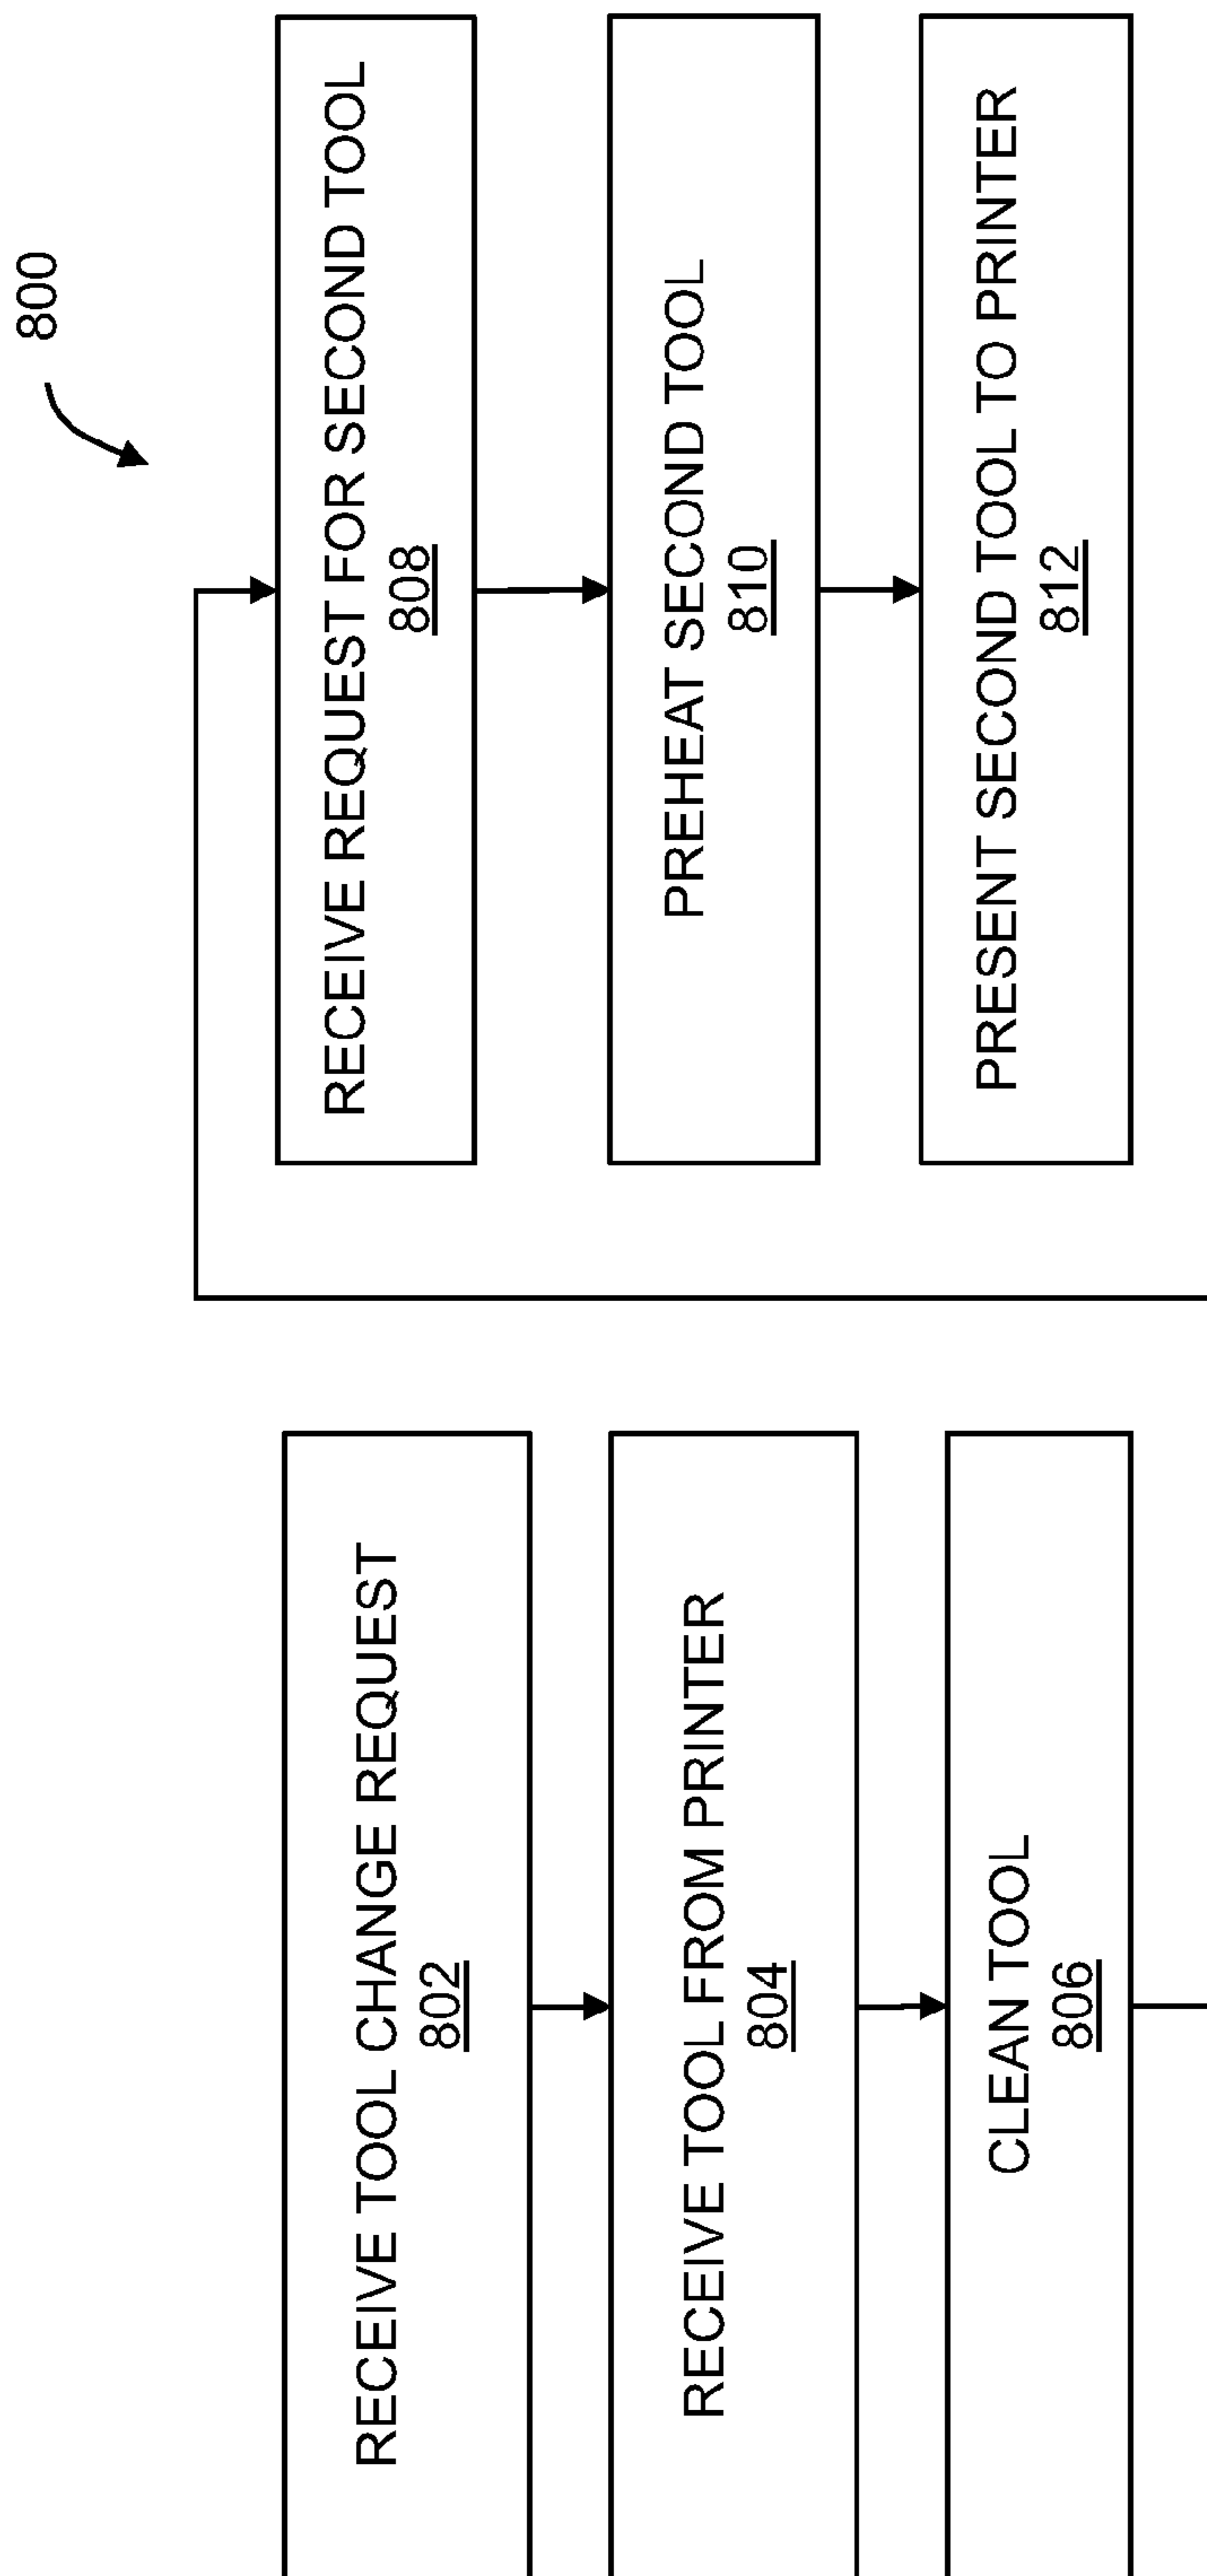 800
RECEIVE TOOL CHANGE REQUEST
802
RECEIVE TOOL FROM PRINTER
804
CLEAN TOOL
806
RECEIVE REQUEST FOR SECOND TOOL
808
PREHEAT SECOND TOOL
810
PRESENT SECOND TOOL TO PRINTER
812